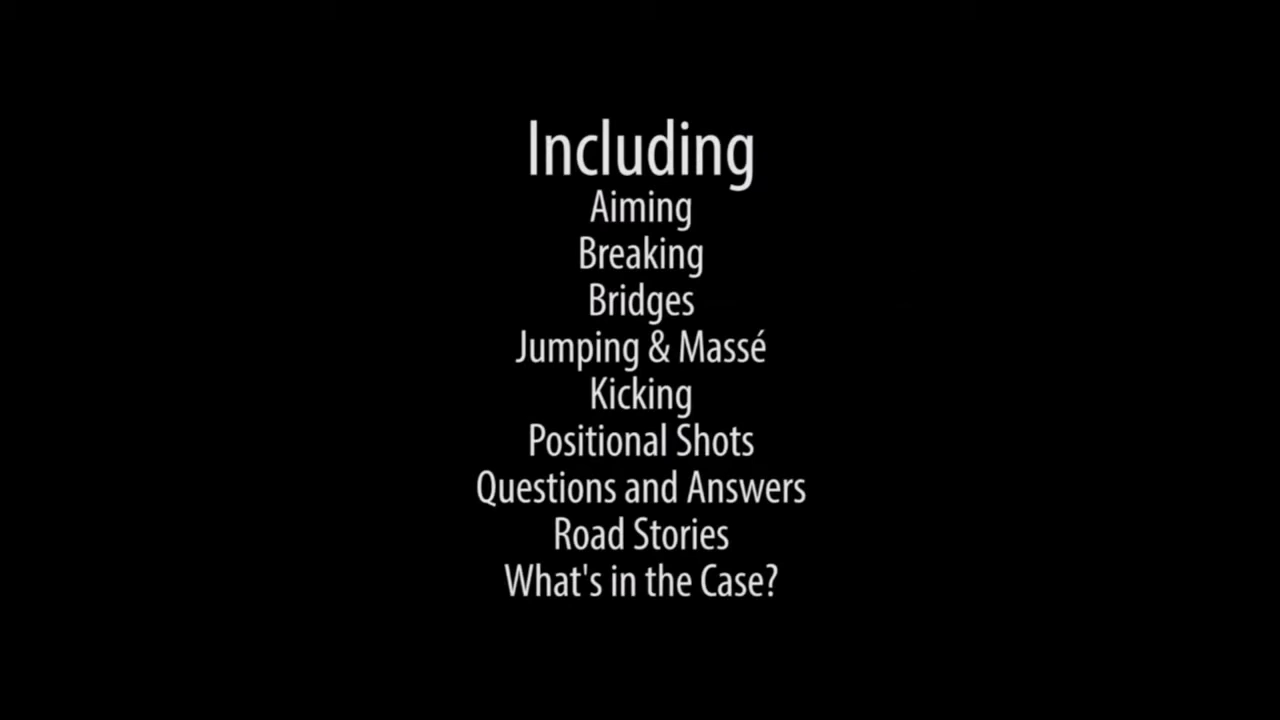 Including
Aiming
Breaking
Bridges
Jumping & Massé
Kicking
Positional Shots
Questions and Answers
Road Stories
What's in the Case?